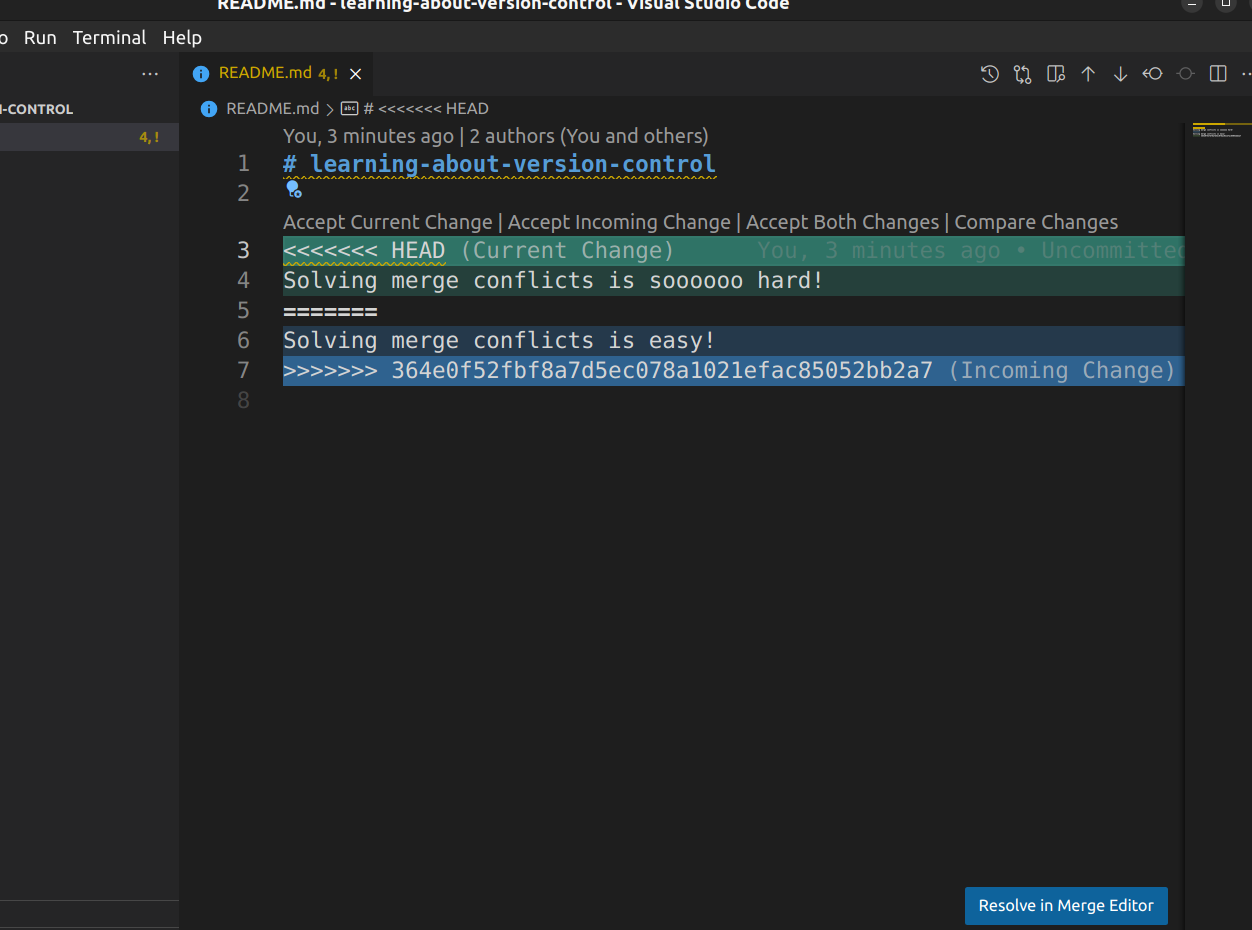 README.md - learning-about-version-control - Visual Studio Code
Run Terminal Help
README.md 4, !
-CONTROL
README.md > # <<<<<<< HEAD
4, !
You, 3 minutes ago | 2 authors (You and others)
1 # learning-about-version-control
2
Accept Current Change | Accept Incoming Change | Accept Both Changes | Compare Changes
3 <<<<<<< HEAD (Current Change) You, 3 minutes ago • Uncommitted
4 Solving merge conflicts is soooooo hard!
5 =======
6 Solving merge conflicts is easy!
7 >>>>>>> 364e0f52fbf8a7d5ec078a1021efac85052bb2a7 (Incoming Change)
8
Resolve in Merge Editor